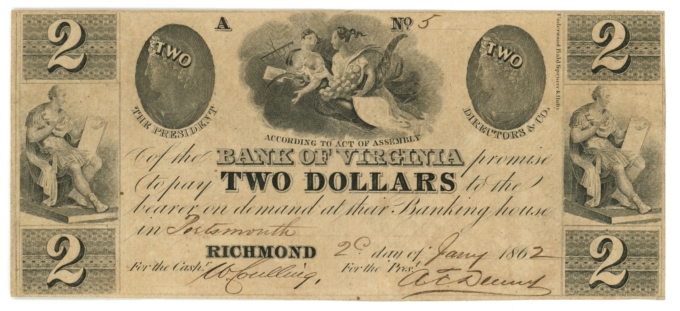 A No 5
2 TWO TWO 2
THE PRESIDENT DIRECTORS & CO.
ACCORDING TO ACT OF ASSEMBLY
of the BANK OF VIRGINIA promise
to pay TWO DOLLARS to the
bearer on demand at their Banking house
in Portsmouth
RICHMOND 2d day of Jany 1862
For the Cashr. For the Prest.
2 2